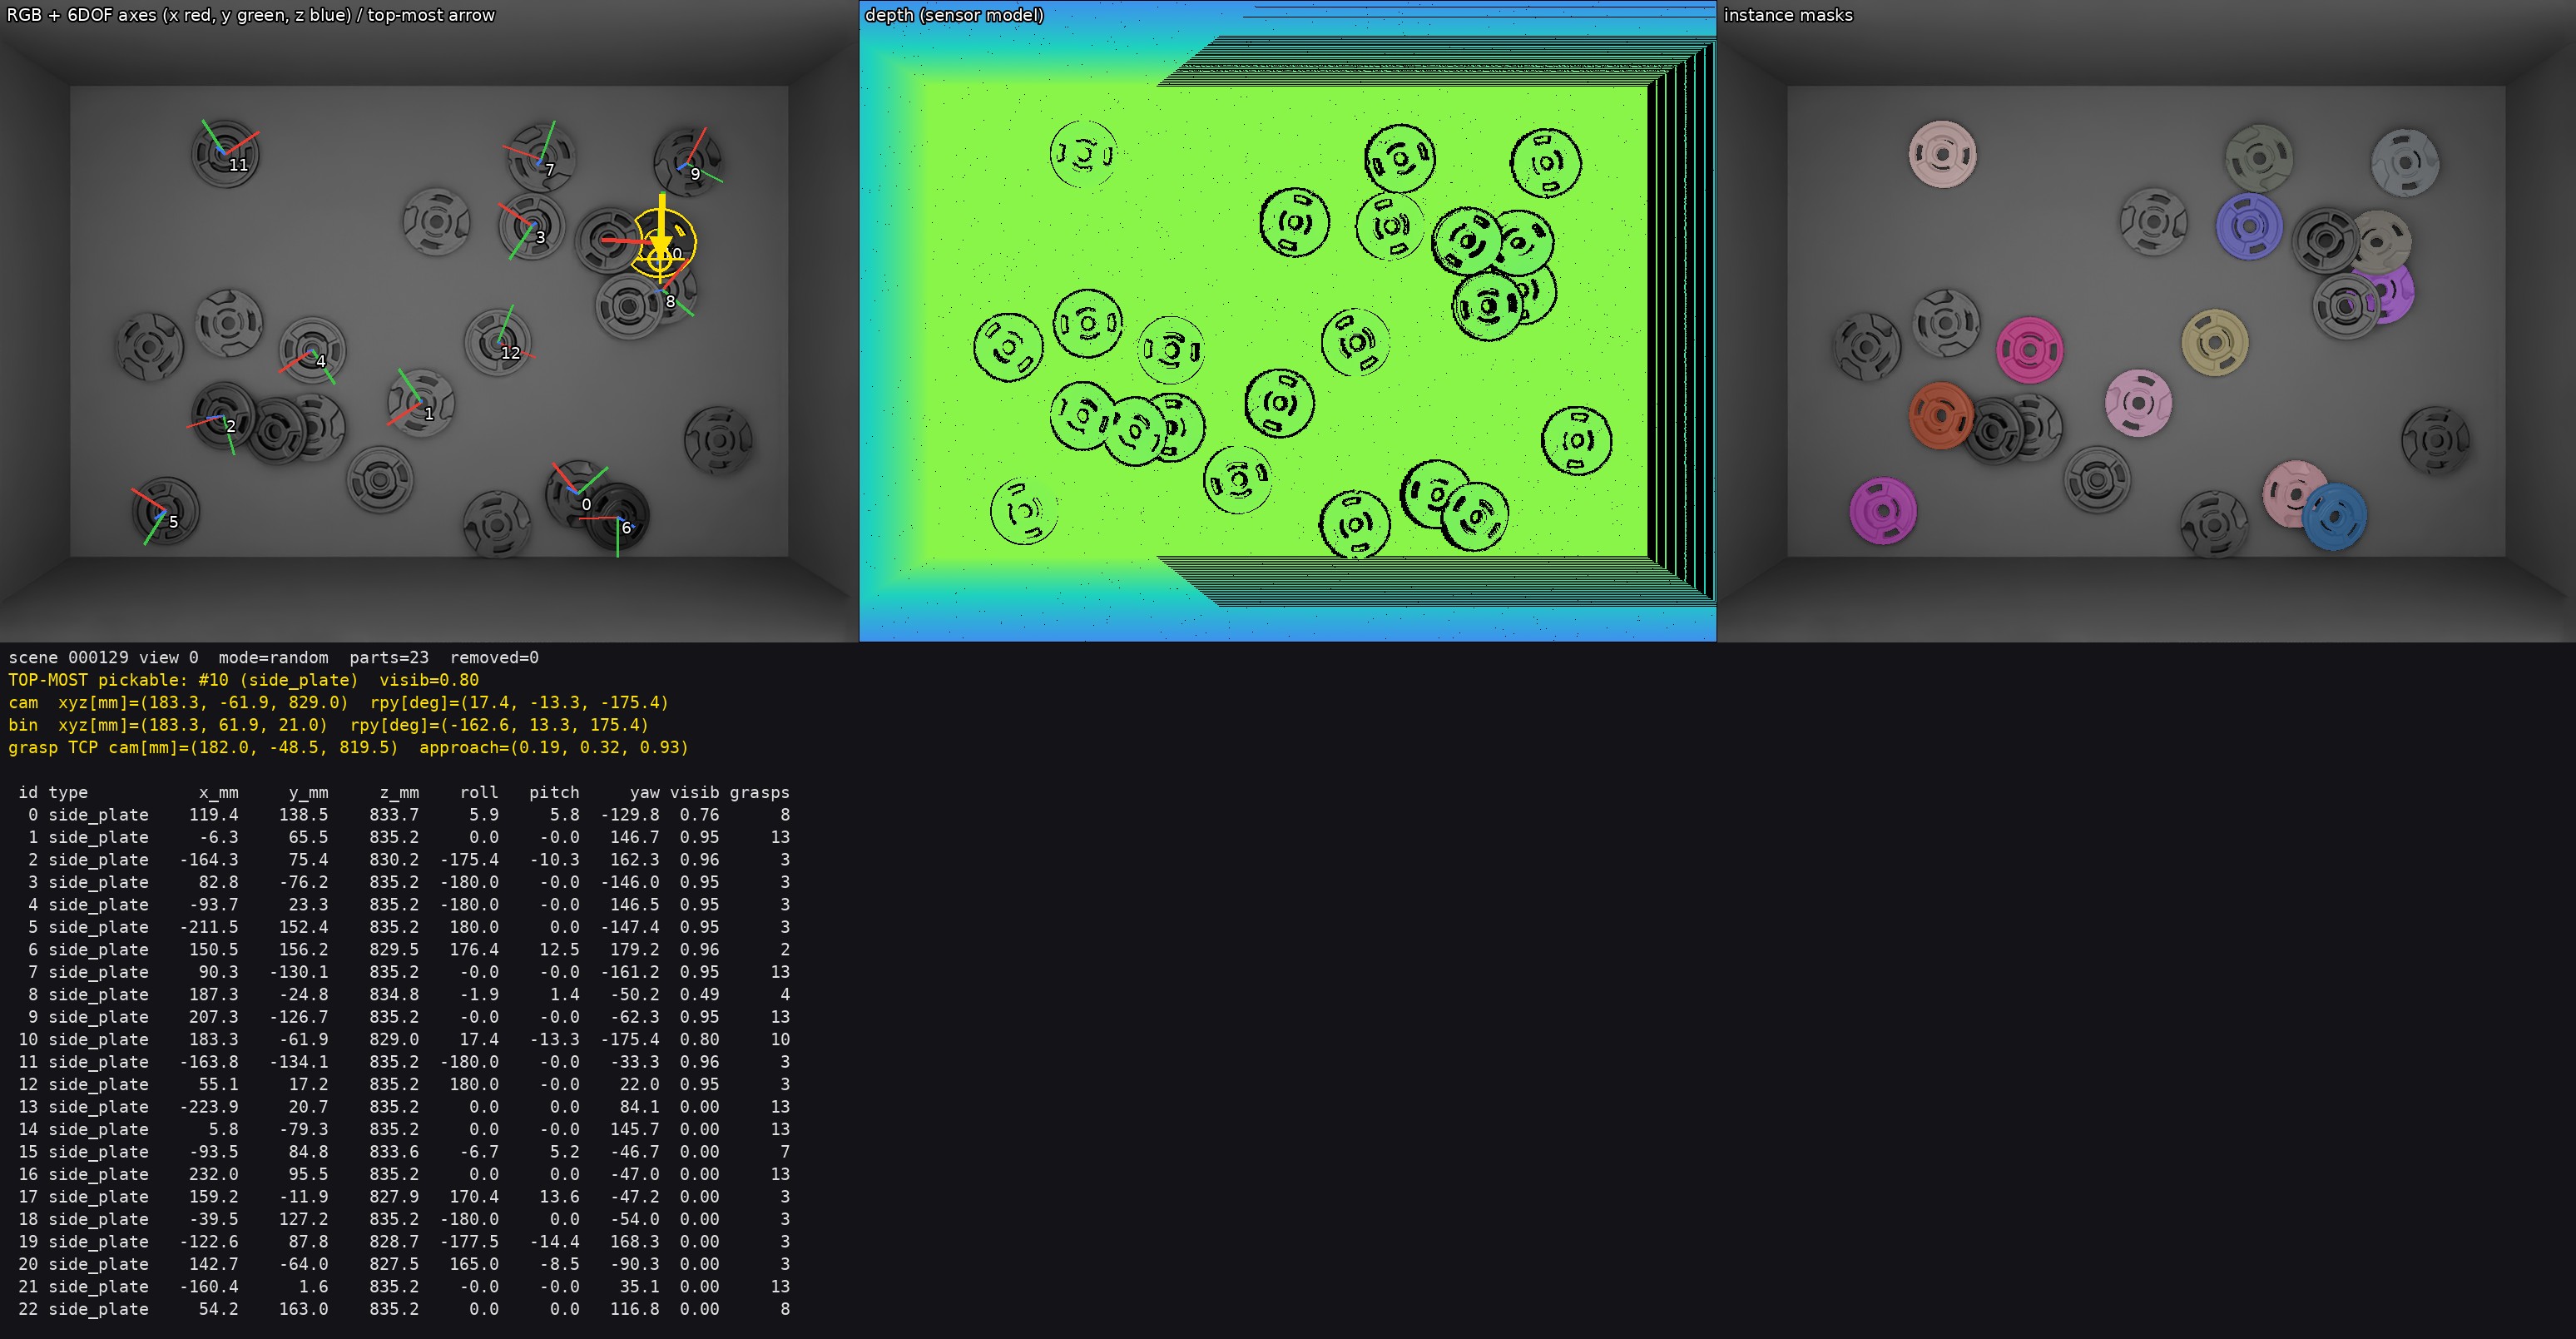 RGB + 6DOF axes (x red, y green, z blue) / top-most arrow
depth (sensor model)
instance masks
11
7
9
3
10
8
4
12
1
2
5
0
6
scene 000129 view 0  mode=random  parts=23  removed=0
TOP-MOST pickable: #10 (side_plate)  visib=0.80
cam  xyz[mm]=(183.3, -61.9, 829.0)  rpy[deg]=(17.4, -13.3, -175.4)
bin  xyz[mm]=(183.3, 61.9, 21.0)  rpy[deg]=(-162.6, 13.3, 175.4)
grasp TCP cam[mm]=(182.0, -48.5, 819.5)  approach=(0.19, 0.32, 0.93)
id type x_mm y_mm z_mm roll pitch yaw visib grasps
0 side_plate 119.4 138.5 833.7 5.9 5.8 -129.8 0.76 8
1 side_plate -6.3 65.5 835.2 0.0 -0.0 146.7 0.95 13
2 side_plate -164.3 75.4 830.2 -175.4 -10.3 162.3 0.96 3
3 side_plate 82.8 -76.2 835.2 -180.0 -0.0 -146.0 0.95 3
4 side_plate -93.7 23.3 835.2 -180.0 -0.0 146.5 0.95 3
5 side_plate -211.5 152.4 835.2 180.0 0.0 -147.4 0.95 3
6 side_plate 150.5 156.2 829.5 176.4 12.5 179.2 0.96 2
7 side_plate 90.3 -130.1 835.2 -0.0 -0.0 -161.2 0.95 13
8 side_plate 187.3 -24.8 834.8 -1.9 1.4 -50.2 0.49 4
9 side_plate 207.3 -126.7 835.2 -0.0 -0.0 -62.3 0.95 13
10 side_plate 183.3 -61.9 829.0 17.4 -13.3 -175.4 0.80 10
11 side_plate -163.8 -134.1 835.2 -180.0 -0.0 -33.3 0.96 3
12 side_plate 55.1 17.2 835.2 180.0 -0.0 22.0 0.95 3
13 side_plate -223.9 20.7 835.2 0.0 0.0 84.1 0.00 13
14 side_plate 5.8 -79.3 835.2 0.0 -0.0 145.7 0.00 13
15 side_plate -93.5 84.8 833.6 -6.7 5.2 -46.7 0.00 7
16 side_plate 232.0 95.5 835.2 0.0 0.0 -47.0 0.00 13
17 side_plate 159.2 -11.9 827.9 170.4 13.6 -47.2 0.00 3
18 side_plate -39.5 127.2 835.2 -180.0 0.0 -54.0 0.00 3
19 side_plate -122.6 87.8 828.7 -177.5 -14.4 168.3 0.00 3
20 side_plate 142.7 -64.0 827.5 165.0 -8.5 -90.3 0.00 3
21 side_plate -160.4 1.6 835.2 -0.0 -0.0 35.1 0.00 13
22 side_plate 54.2 163.0 835.2 0.0 0.0 116.8 0.00 8